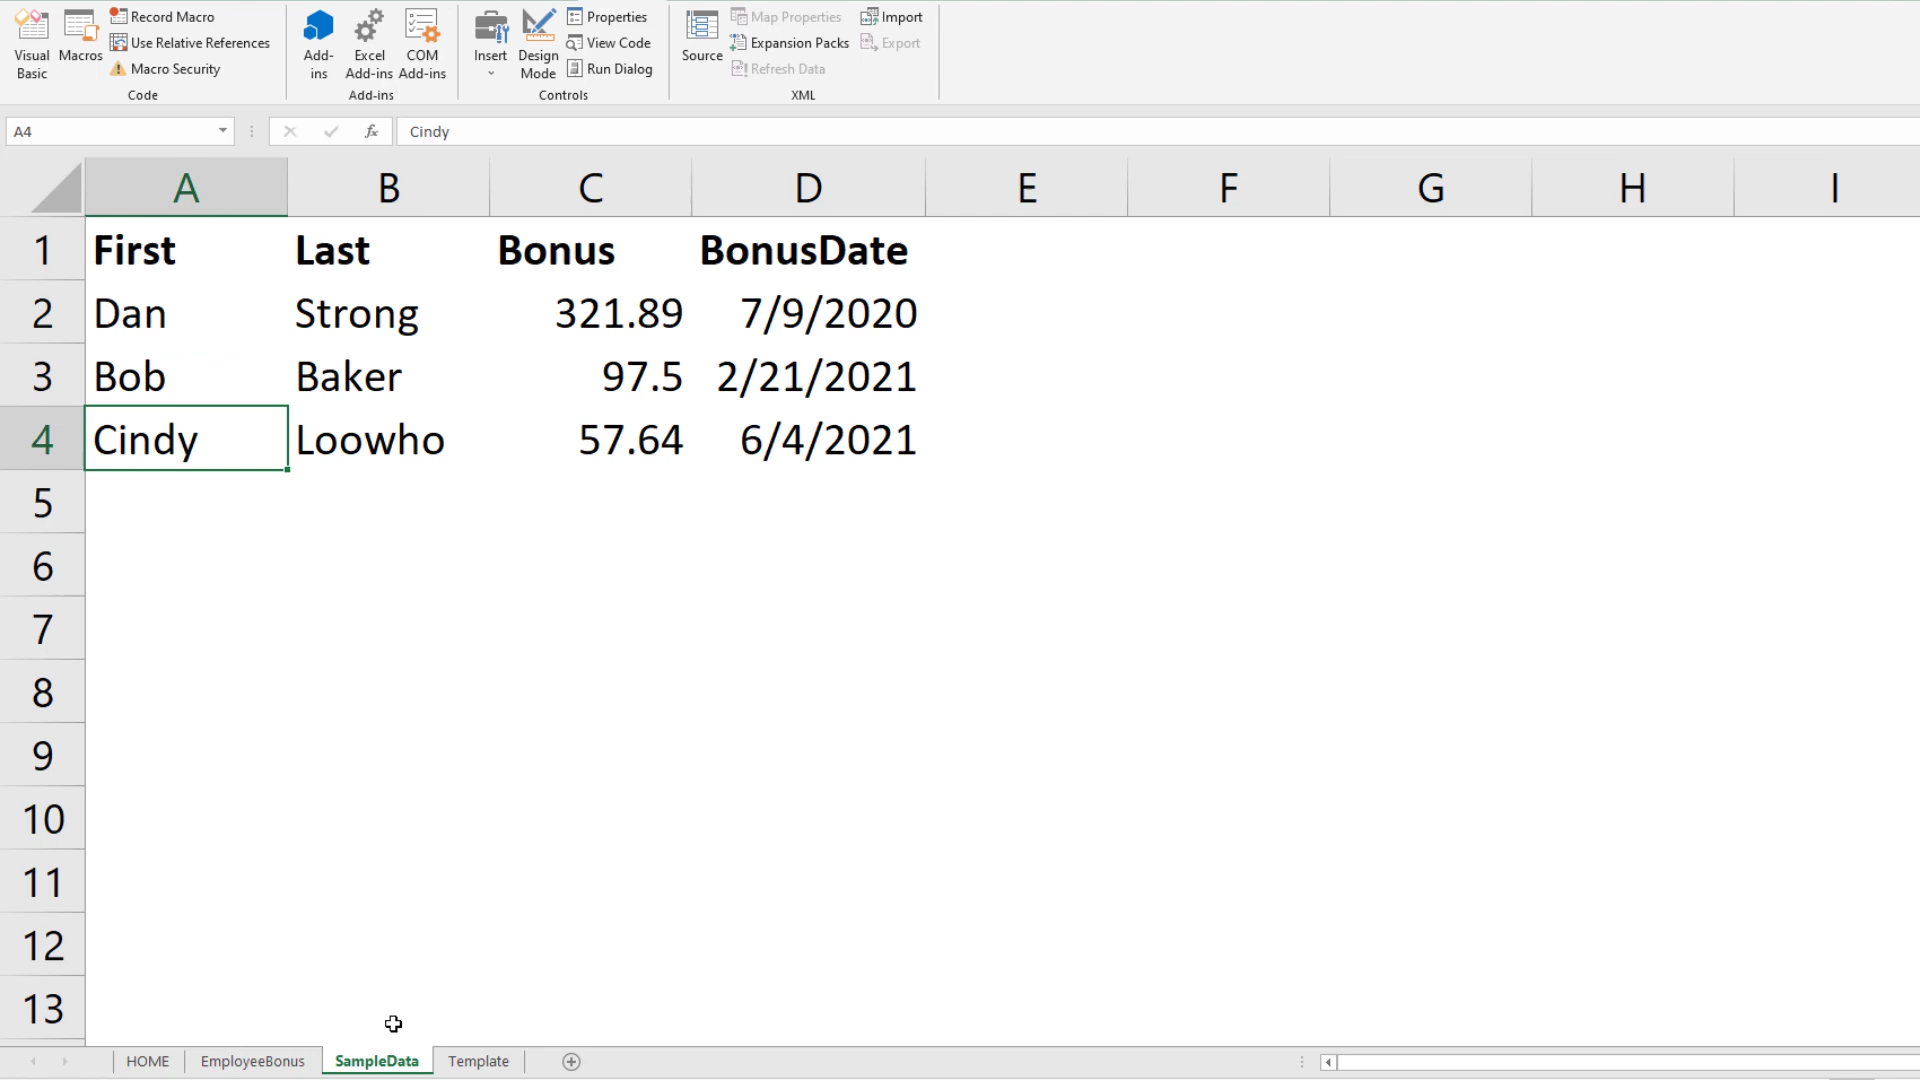 Visual Basic
Macros
Record Macro
Use Relative References
Macro Security
Code
Add-ins
Excel Add-ins
COM Add-ins
Add-ins
Insert
Design Mode
Properties
View Code
Run Dialog
Controls
Source
Map Properties
Expansion Packs
Refresh Data
Import
Export
XML
A4
fx
Cindy
A B C D E F G H I
1 First Last Bonus BonusDate
2 Dan Strong 321.89 7/9/2020
3 Bob Baker 97.5 2/21/2021
4 Cindy Loowho 57.64 6/4/2021
5
6
7
8
9
10
11
12
13
HOME EmployeeBonus SampleData Template